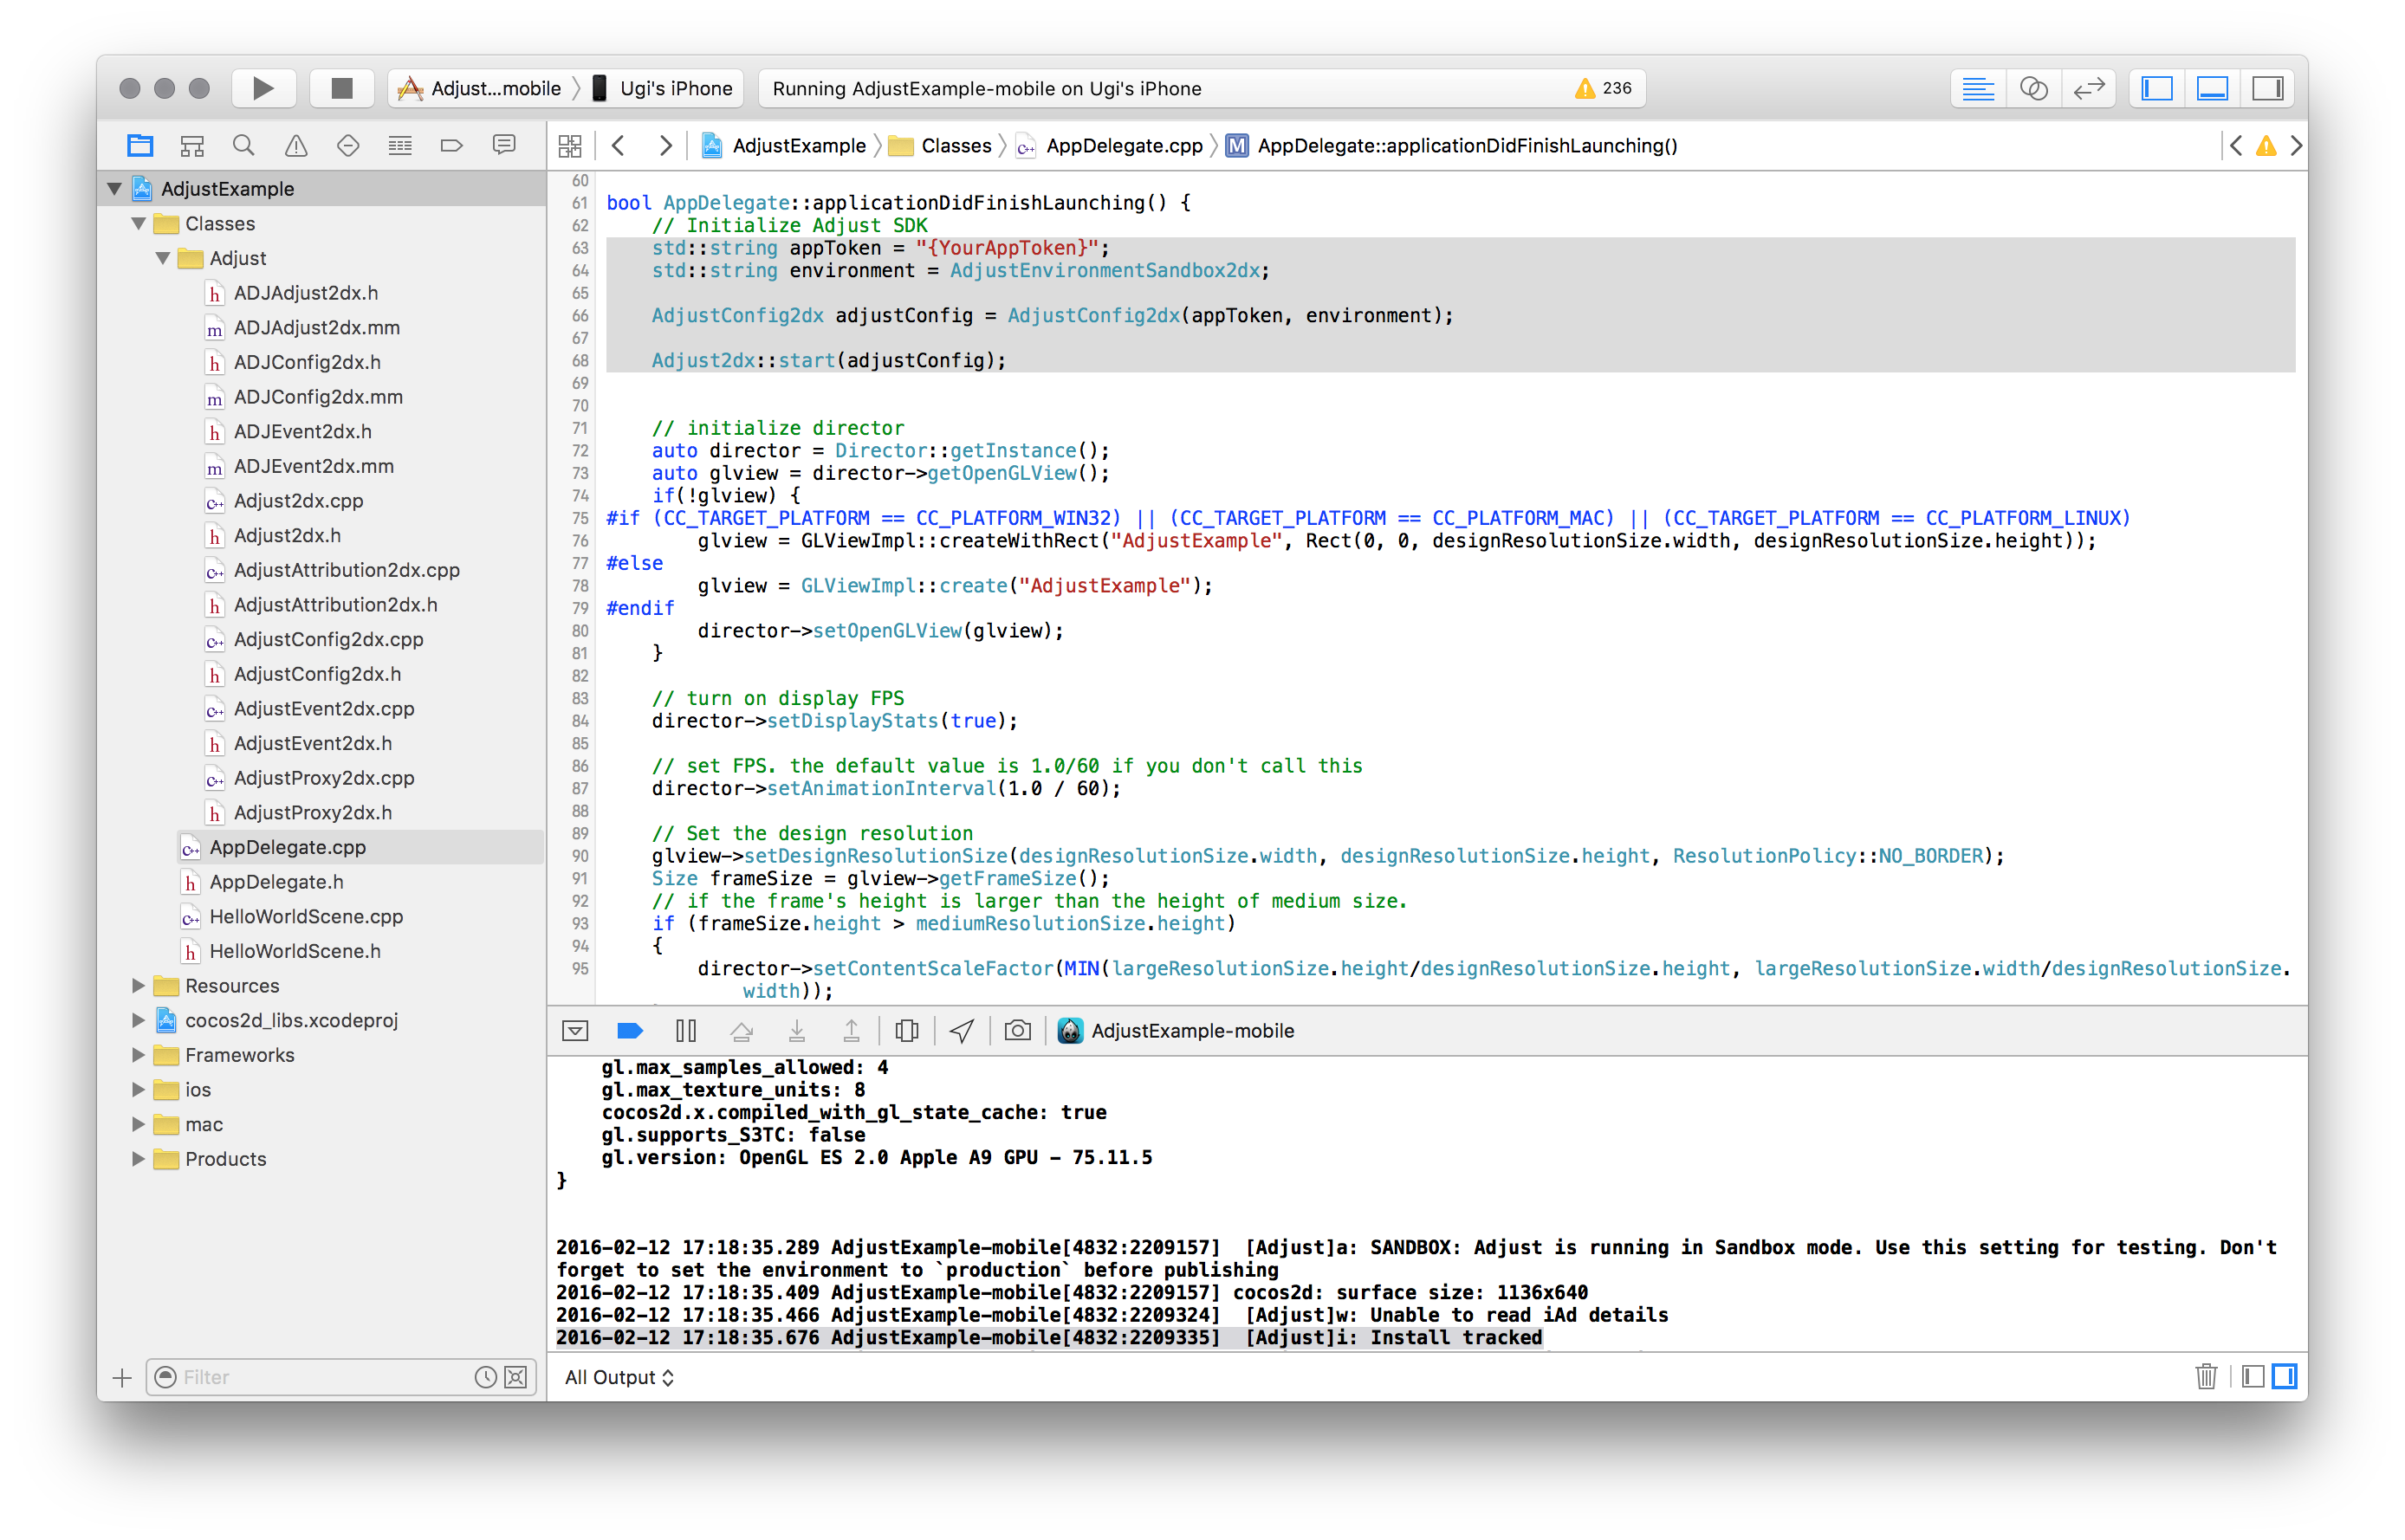 Adjust...mobile
Ugi's iPhone
Running AdjustExample-mobile on Ugi's iPhone
236
AdjustExample
Classes
AppDelegate.cpp
M
AppDelegate::applicationDidFinishLaunching()
AdjustExample
Classes
Adjust
h ADJAdjust2dx.h
m ADJAdjust2dx.mm
h ADJConfig2dx.h
m ADJConfig2dx.mm
h ADJEvent2dx.h
m ADJEvent2dx.mm
c++ Adjust2dx.cpp
h Adjust2dx.h
c++ AdjustAttribution2dx.cpp
h AdjustAttribution2dx.h
c++ AdjustConfig2dx.cpp
h AdjustConfig2dx.h
c++ AdjustEvent2dx.cpp
h AdjustEvent2dx.h
c++ AdjustProxy2dx.cpp
h AdjustProxy2dx.h
c++ AppDelegate.cpp
h AppDelegate.h
c++ HelloWorldScene.cpp
h HelloWorldScene.h
Resources
cocos2d_libs.xcodeproj
Frameworks
ios
mac
Products
Filter
60
61 bool AppDelegate::applicationDidFinishLaunching() {
62     // Initialize Adjust SDK
63     std::string appToken = "{YourAppToken}";
64     std::string environment = AdjustEnvironmentSandbox2dx;
65
66     AdjustConfig2dx adjustConfig = AdjustConfig2dx(appToken, environment);
67
68     Adjust2dx::start(adjustConfig);
69
70
71     // initialize director
72     auto director = Director::getInstance();
73     auto glview = director->getOpenGLView();
74     if(!glview) {
75 #if (CC_TARGET_PLATFORM == CC_PLATFORM_WIN32) || (CC_TARGET_PLATFORM == CC_PLATFORM_MAC) || (CC_TARGET_PLATFORM == CC_PLATFORM_LINUX)
76         glview = GLViewImpl::createWithRect("AdjustExample", Rect(0, 0, designResolutionSize.width, designResolutionSize.height));
77 #else
78         glview = GLViewImpl::create("AdjustExample");
79 #endif
80         director->setOpenGLView(glview);
81     }
82
83     // turn on display FPS
84     director->setDisplayStats(true);
85
86     // set FPS. the default value is 1.0/60 if you don't call this
87     director->setAnimationInterval(1.0 / 60);
88
89     // Set the design resolution
90     glview->setDesignResolutionSize(designResolutionSize.width, designResolutionSize.height, ResolutionPolicy::NO_BORDER);
91     Size frameSize = glview->getFrameSize();
92     // if the frame's height is larger than the height of medium size.
93     if (frameSize.height > mediumResolutionSize.height)
94     {
95         director->setContentScaleFactor(MIN(largeResolutionSize.height/designResolutionSize.height, largeResolutionSize.width/designResolutionSize.
width));
AdjustExample-mobile
gl.max_samples_allowed: 4
gl.max_texture_units: 8
cocos2d.x.compiled_with_gl_state_cache: true
gl.supports_S3TC: false
gl.version: OpenGL ES 2.0 Apple A9 GPU - 75.11.5
}
2016-02-12 17:18:35.289 AdjustExample-mobile[4832:2209157]  [Adjust]a: SANDBOX: Adjust is running in Sandbox mode. Use this setting for testing. Don't
forget to set the environment to `production` before publishing
2016-02-12 17:18:35.409 AdjustExample-mobile[4832:2209157] cocos2d: surface size: 1136x640
2016-02-12 17:18:35.466 AdjustExample-mobile[4832:2209324]  [Adjust]w: Unable to read iAd details
2016-02-12 17:18:35.676 AdjustExample-mobile[4832:2209335]  [Adjust]i: Install tracked
All Output